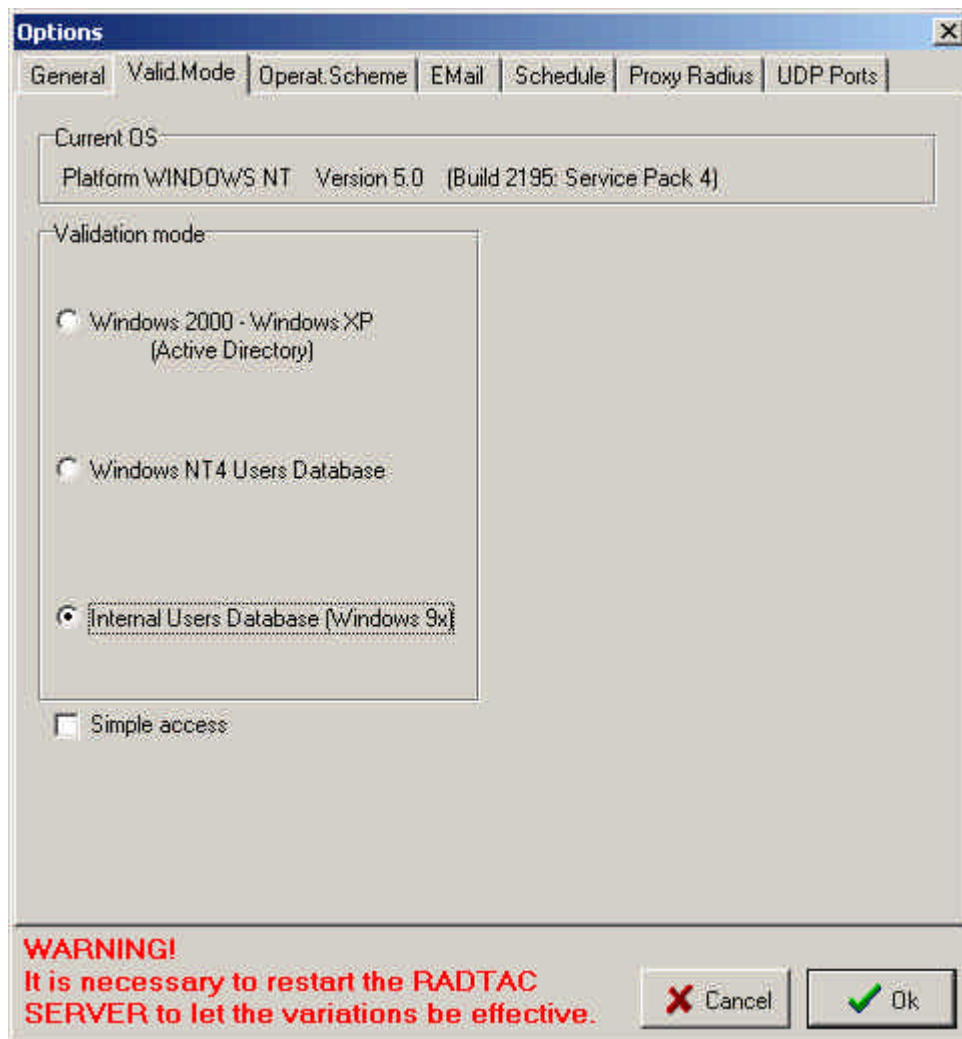 Options
General Valid.Mode Operat.Scheme EMail Schedule Proxy Radius UDP Ports
Current OS
Platform WINDOWS NT Version 5.0 (Build 2195: Service Pack 4)
Validation mode
Windows 2000 - Windows XP
(Active Directory)
Windows NT4 Users Database
Internal Users Database (Windows 9x)
Simple access
WARNING!
It is necessary to restart the RADTAC
SERVER to let the variations be effective.
Cancel
Ok